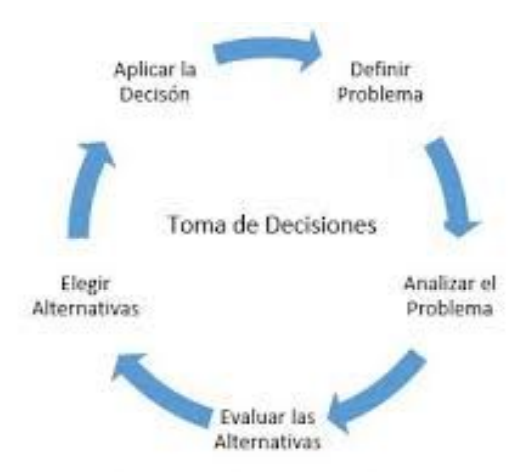 Aplicar la
Decisón
Definir
Problema
Toma de Decisiones
Elegir
Alternativas
Analizar el
Problema
Evaluar las
Alternativas